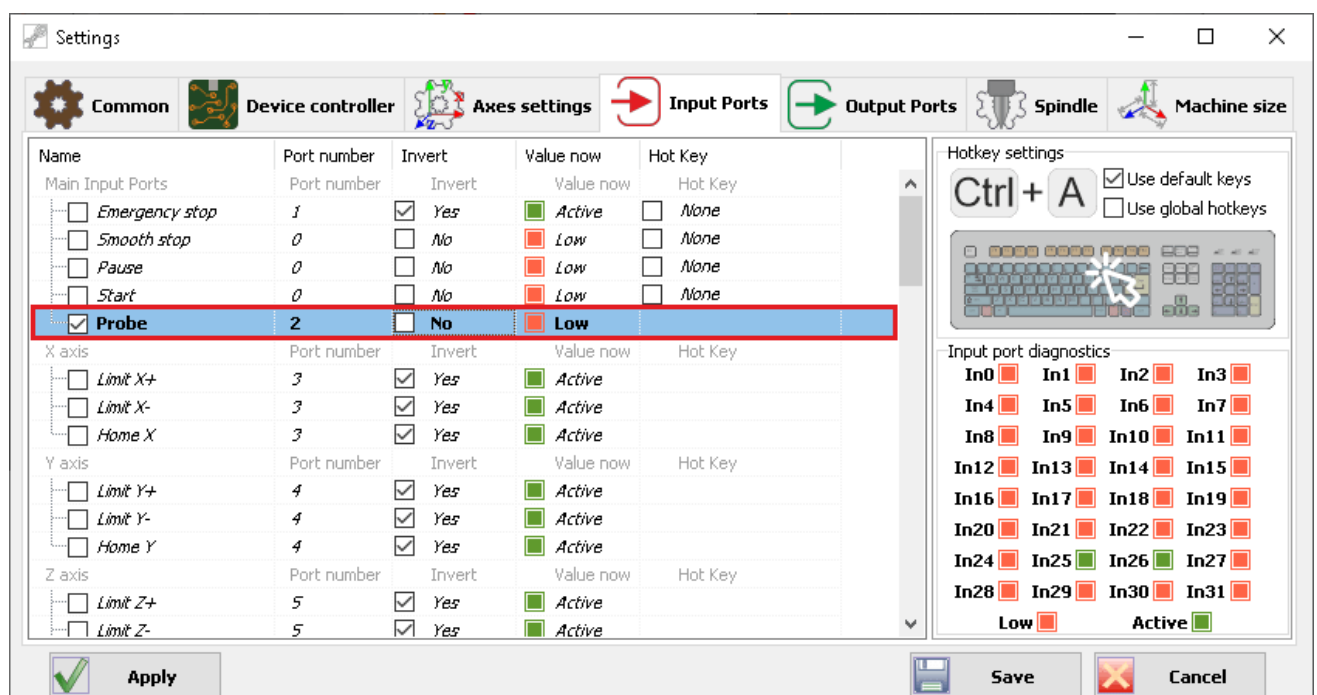 Settings
Common Device controller Axes settings Input Ports Output Ports Spindle Machine size
Name Port number Invert Value now Hot Key
Main Input Ports Port number Invert Value now Hot Key
Emergency stop 1 Yes Active None
Smooth stop 0 No Low None
Pause 0 No Low None
Start 0 No Low None
Probe 2 No Low
X axis Port number Invert Value now Hot Key
Limit X+ 3 Yes Active
Limit X- 3 Yes Active
Home X 3 Yes Active
Y axis Port number Invert Value now Hot Key
Limit Y+ 4 Yes Active
Limit Y- 4 Yes Active
Home Y 4 Yes Active
Z axis Port number Invert Value now Hot Key
Limit Z+ 5 Yes Active
Limit Z- 5 Yes Active
Hotkey settings
Ctrl + A
Use default keys
Use global hotkeys
Input port diagnostics
In0 In1 In2 In3
In4 In5 In6 In7
In8 In9 In10 In11
In12 In13 In14 In15
In16 In17 In18 In19
In20 In21 In22 In23
In24 In25 In26 In27
In28 In29 In30 In31
Low Active
Apply Save Cancel